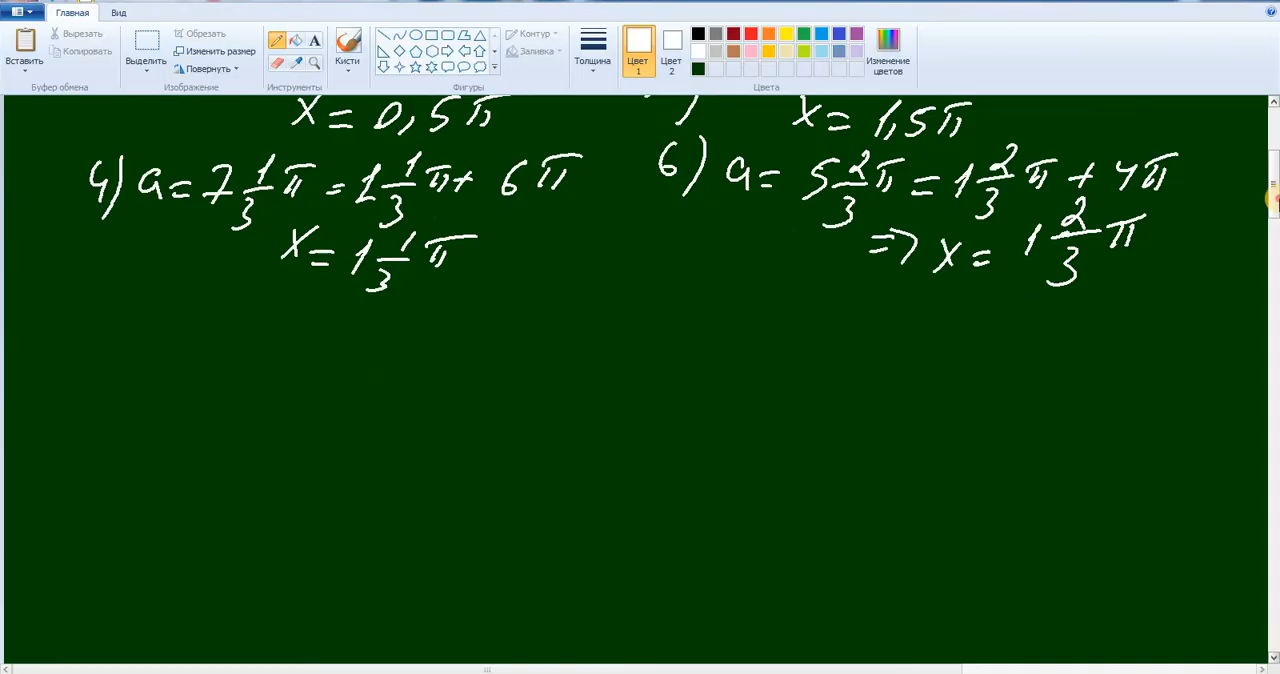 Главная Вид
Вставить
Вырезать
Копировать
Буфер обмена
Выделить
Обрезать
Изменить размер
Повернуть
Изображение
A
Инструменты
Кисти
Контур
Заливка
Фигуры
Толщина
Цвет 1
Цвет 2
Изменение цветов
Цвета
x = 0,5π
) x = 1,5π
4) a = 7 1/3 π = 1 1/3 π + 6π
x = 1 1/3 π
6) a = 5 2/3 π = 1 2/3 π + 4π
=> x = 1 2/3 π